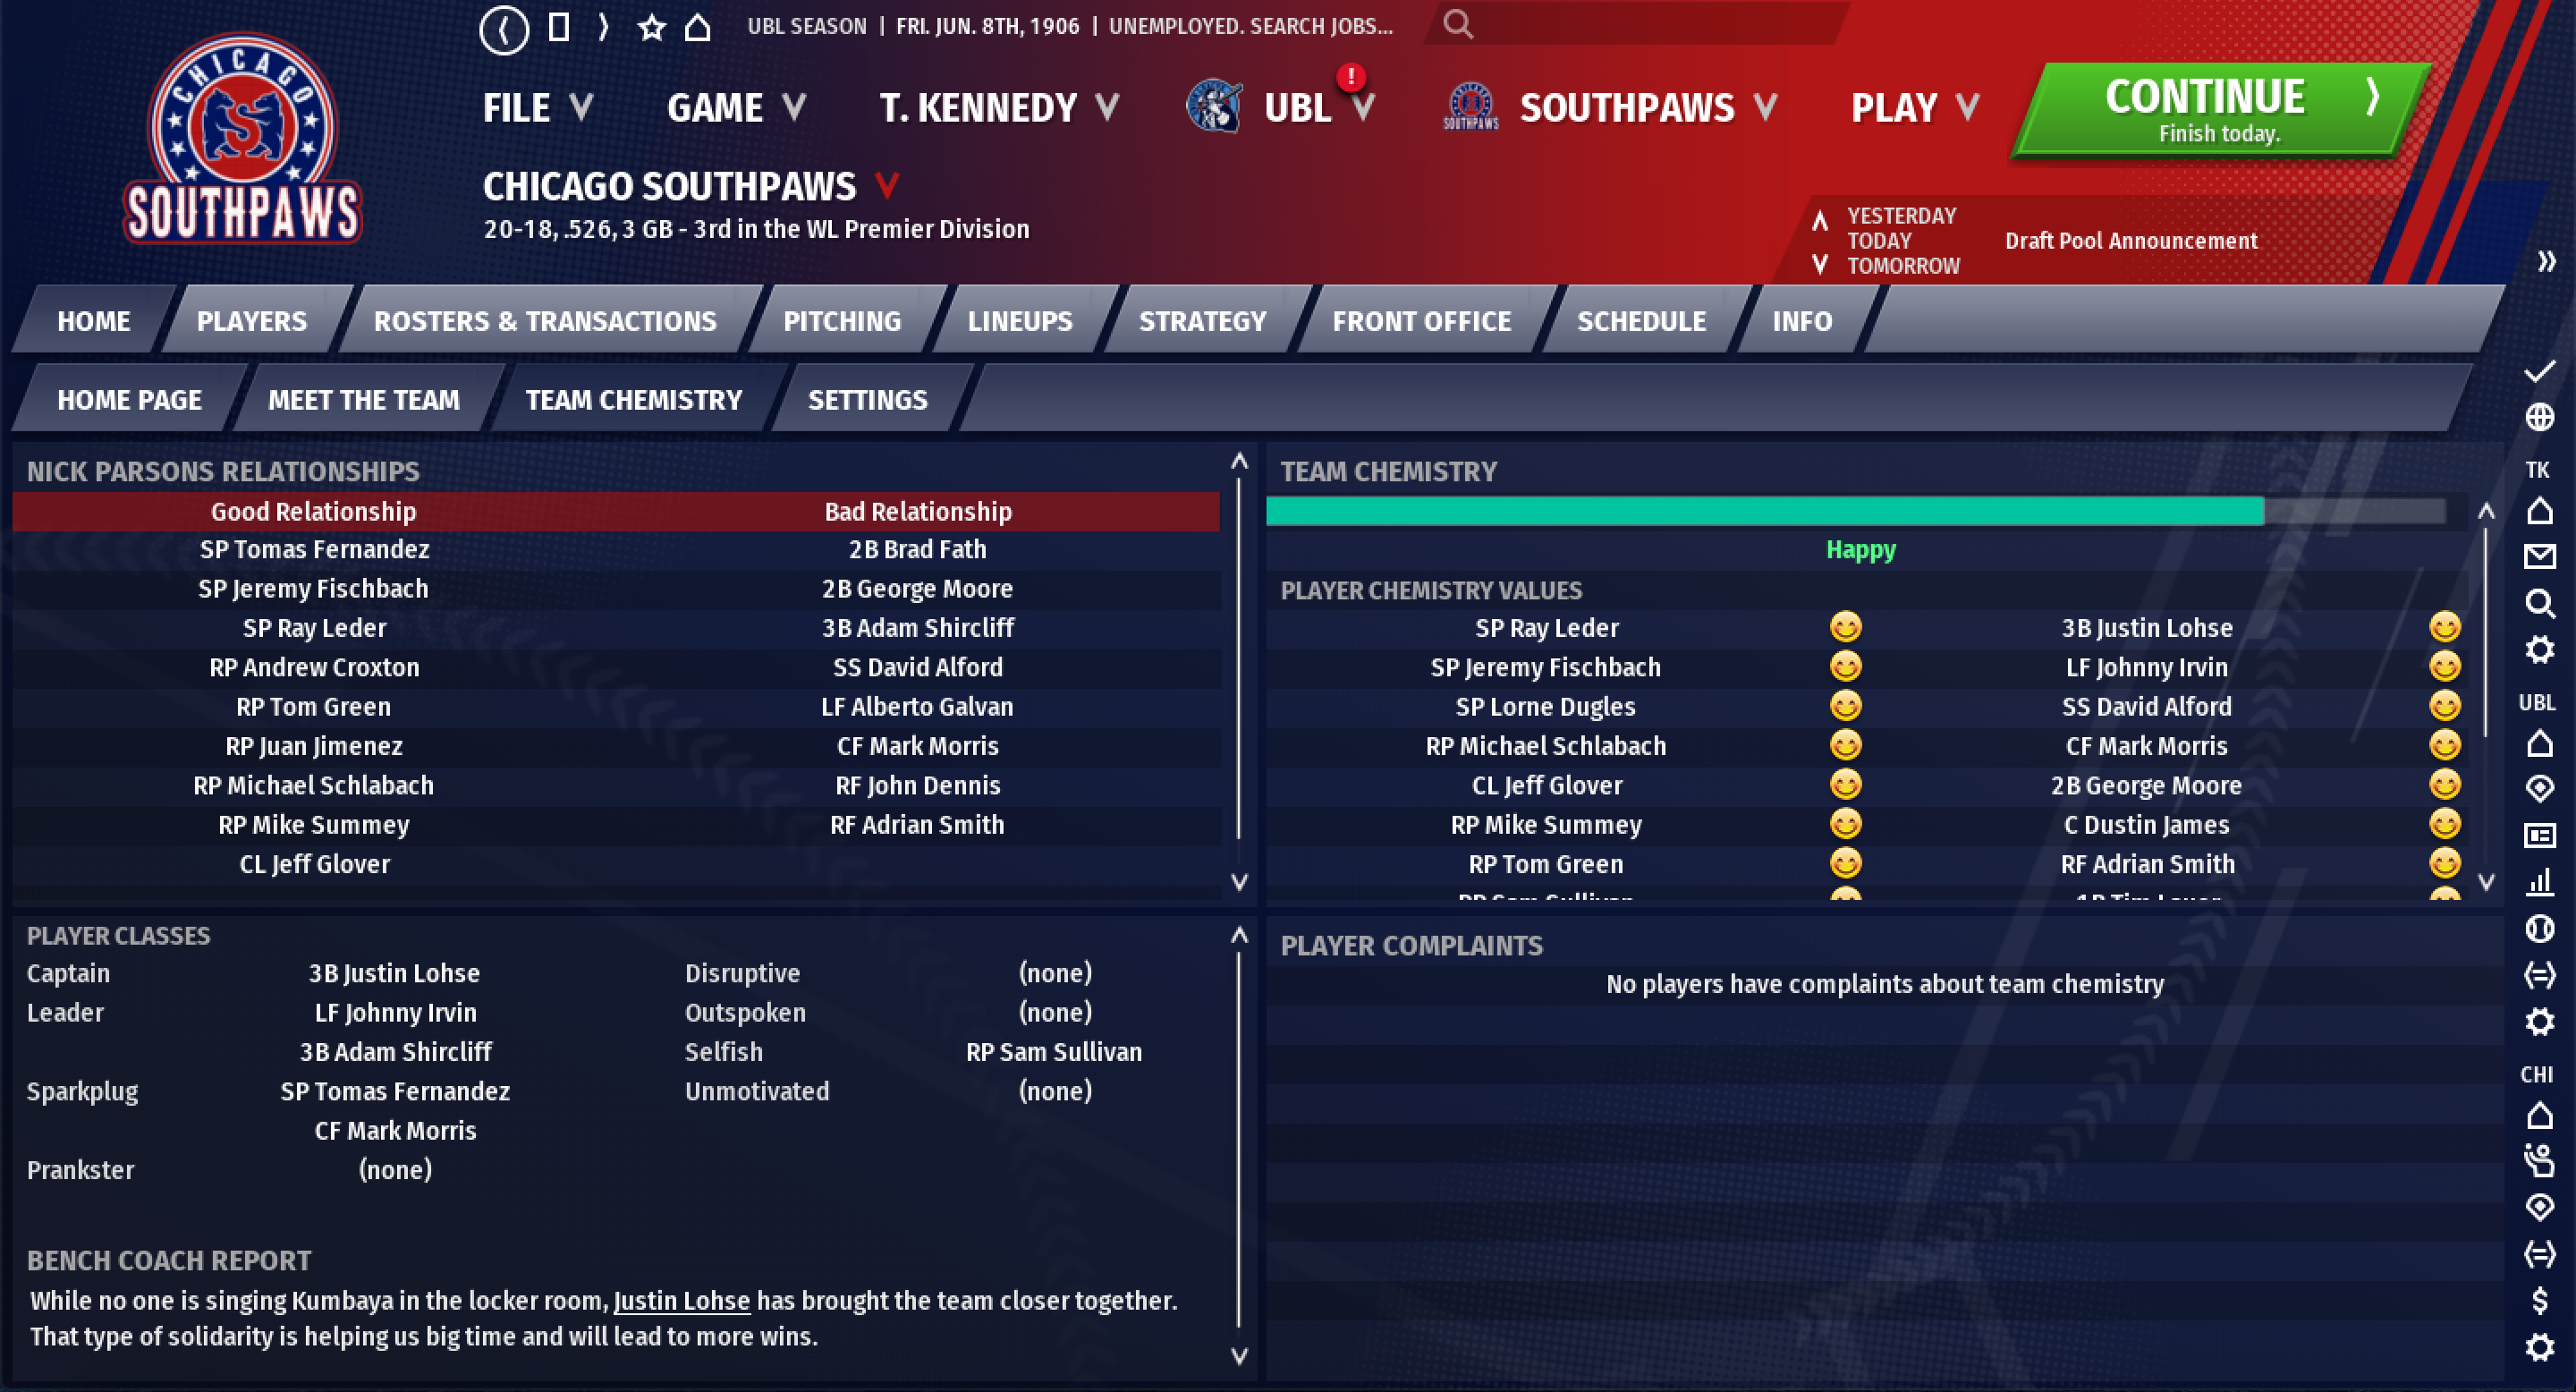 CHICAGO
S
SOUTHPAWS
UBL SEASON | FRI. JUN. 8TH, 1906 | UNEMPLOYED. SEARCH JOBS...
FILE GAME T. KENNEDY UBL ! SOUTHPAWS SOUTHPAWS PLAY
CONTINUE
Finish today.
CHICAGO SOUTHPAWS
20-18, .526, 3 GB - 3rd in the WL Premier Division
YESTERDAY
TODAY Draft Pool Announcement
TOMORROW
HOME PLAYERS ROSTERS & TRANSACTIONS PITCHING LINEUPS STRATEGY FRONT OFFICE SCHEDULE INFO
HOME PAGE MEET THE TEAM TEAM CHEMISTRY SETTINGS
NICK PARSONS RELATIONSHIPS
Good Relationship Bad Relationship
SP Tomas Fernandez 2B Brad Fath
SP Jeremy Fischbach 2B George Moore
SP Ray Leder 3B Adam Shircliff
RP Andrew Croxton SS David Alford
RP Tom Green LF Alberto Galvan
RP Juan Jimenez CF Mark Morris
RP Michael Schlabach RF John Dennis
RP Mike Summey RF Adrian Smith
CL Jeff Glover
TEAM CHEMISTRY
Happy
PLAYER CHEMISTRY VALUES
SP Ray Leder 3B Justin Lohse
SP Jeremy Fischbach LF Johnny Irvin
SP Lorne Dugles SS David Alford
RP Michael Schlabach CF Mark Morris
CL Jeff Glover 2B George Moore
RP Mike Summey C Dustin James
RP Tom Green RF Adrian Smith
RP Sam Sullivan
PLAYER CLASSES
Captain 3B Justin Lohse Disruptive (none)
Leader LF Johnny Irvin Outspoken (none)
3B Adam Shircliff Selfish RP Sam Sullivan
Sparkplug SP Tomas Fernandez Unmotivated (none)
CF Mark Morris
Prankster (none)
BENCH COACH REPORT
While no one is singing Kumbaya in the locker room, Justin Lohse has brought the team closer together.
That type of solidarity is helping us big time and will lead to more wins.
PLAYER COMPLAINTS
No players have complaints about team chemistry
TK
UBL
CHI